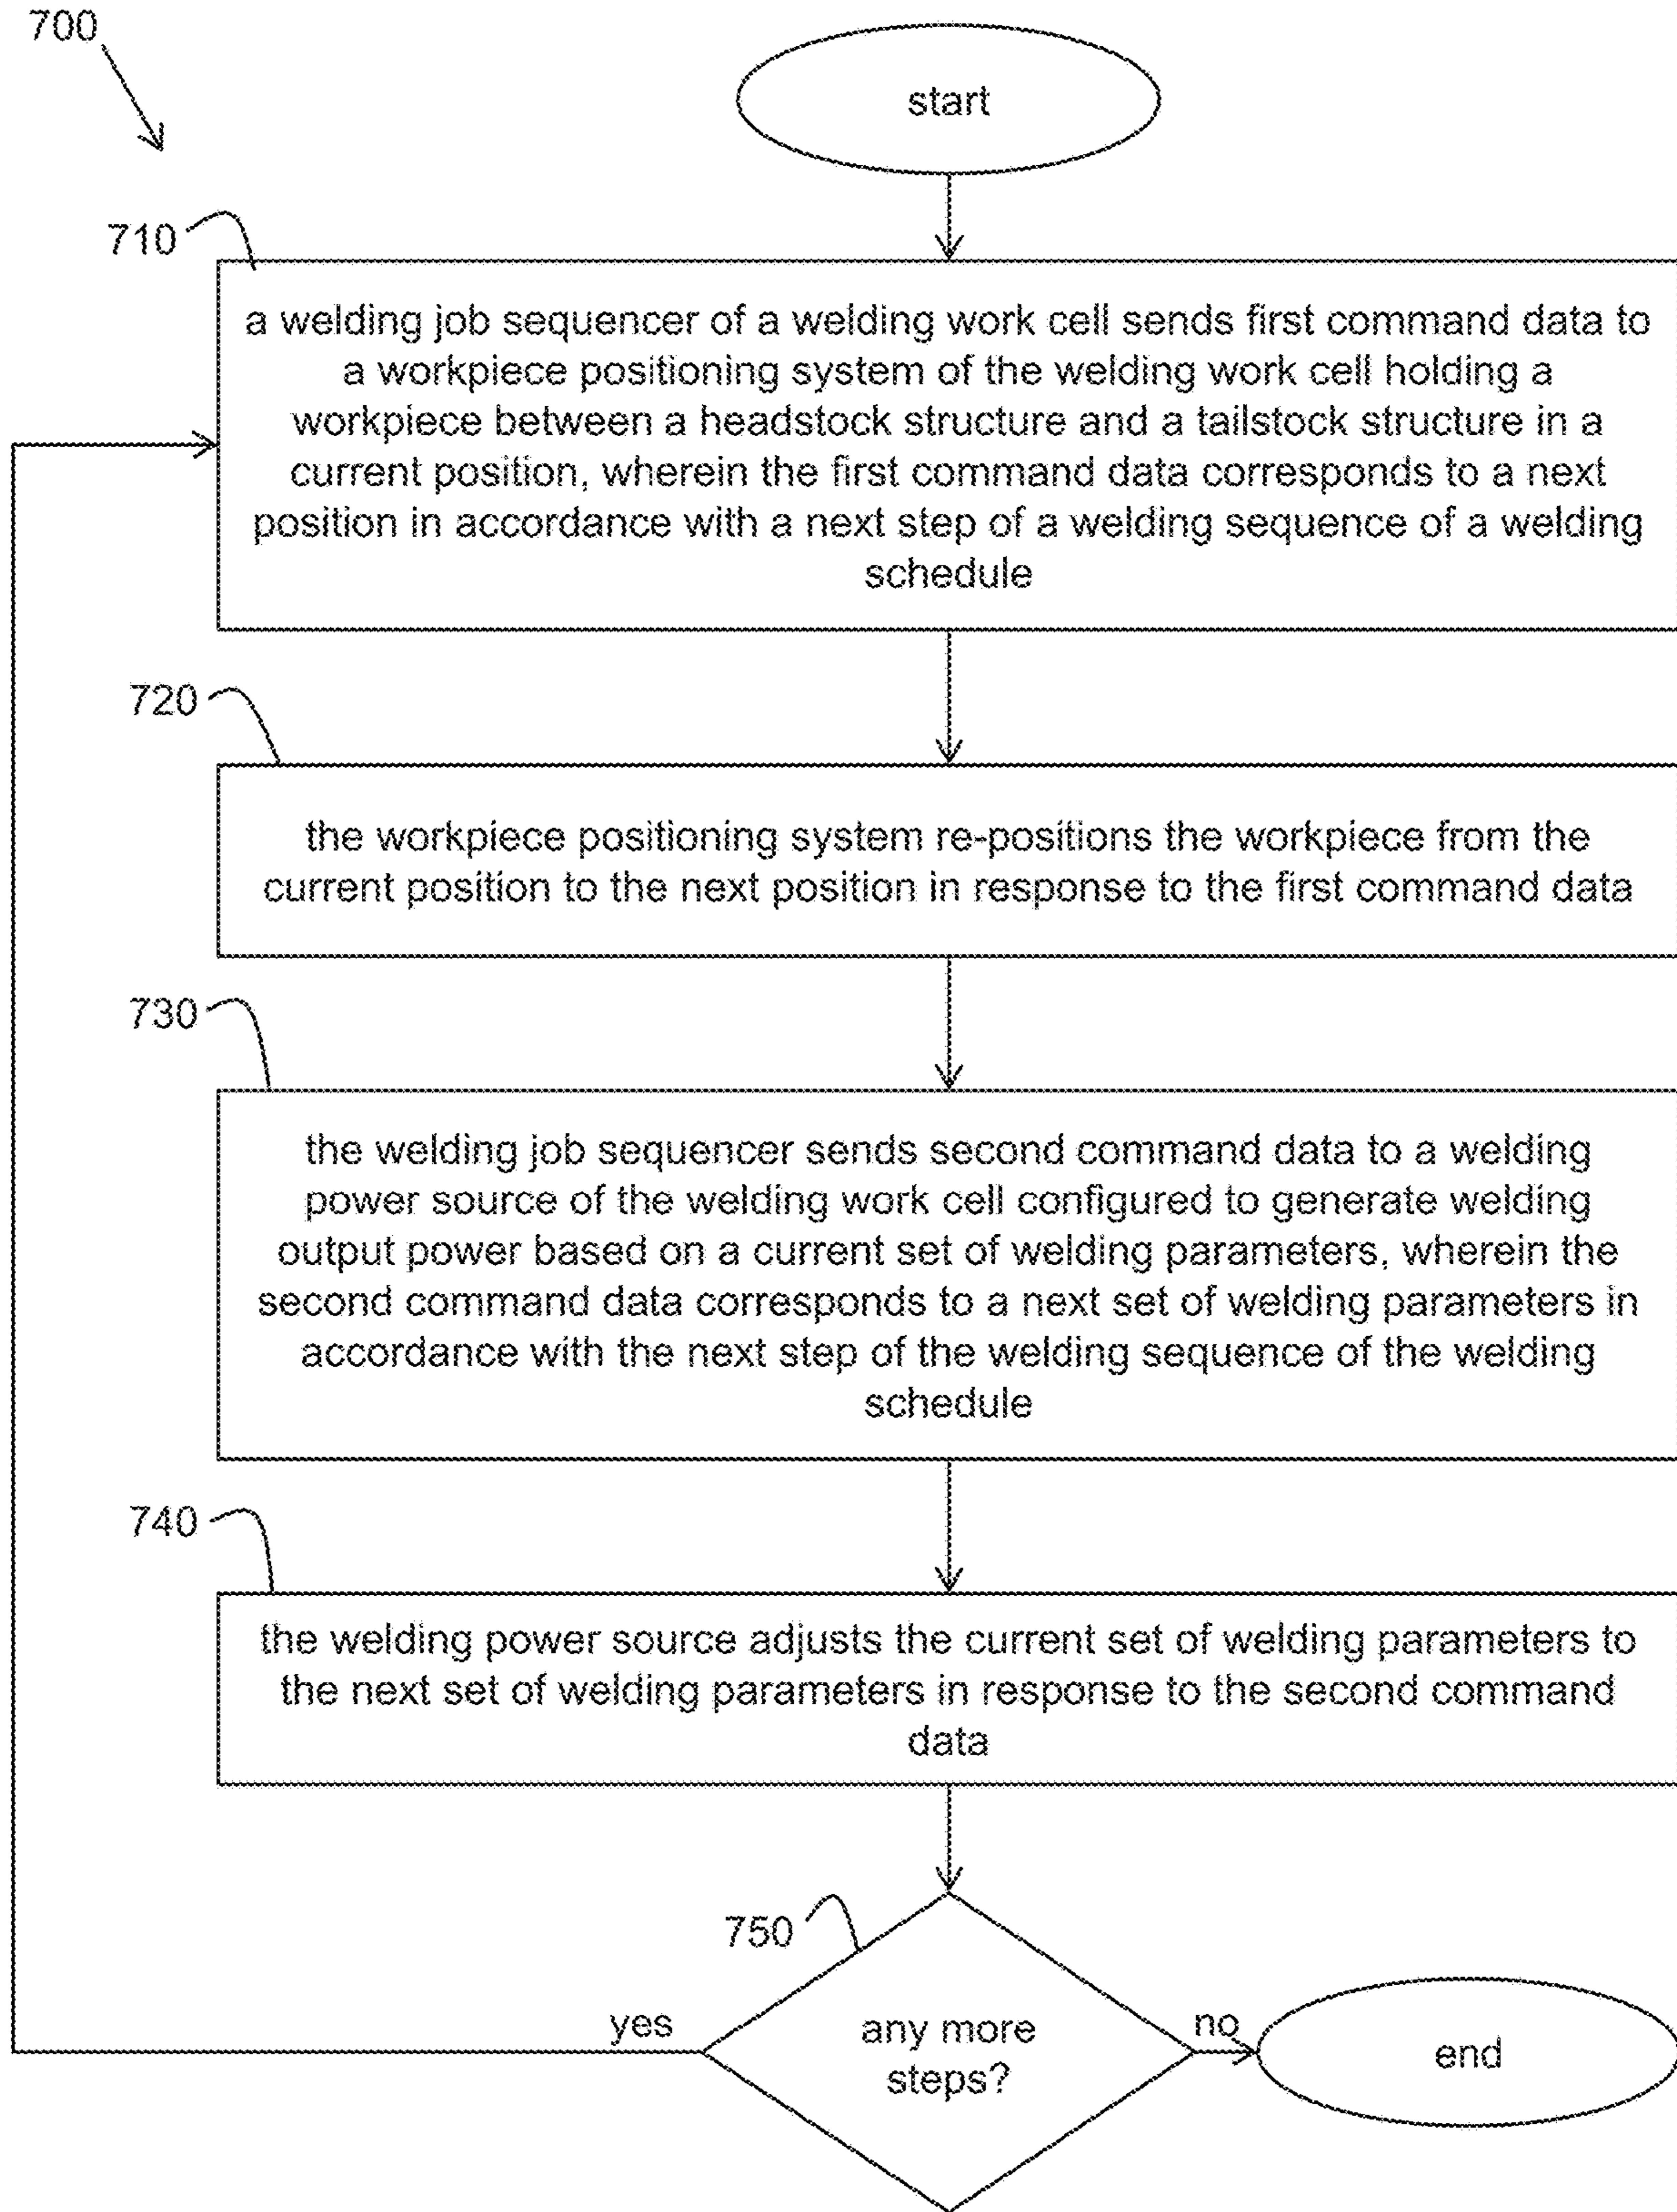 700
start
710
a welding job sequencer of a welding work cell sends first command data to
a workpiece positioning system of the welding work cell holding a
workpiece between a headstock structure and a tailstock structure in a
current position, wherein the first command data corresponds to a next
position in accordance with a next step of a welding sequence of a welding
schedule
720
the workpiece positioning system re-positions the workpiece from the
current position to the next position in response to the first command data
730
the welding job sequencer sends second command data to a welding
power source of the welding work cell configured to generate welding
output power based on a current set of welding parameters, wherein the
second command data corresponds to a next set of welding parameters in
accordance with the next step of the welding sequence of the welding
schedule
740
the welding power source adjusts the current set of welding parameters to
the next set of welding parameters in response to the second command
data
750
yes
any more
steps?
no
end